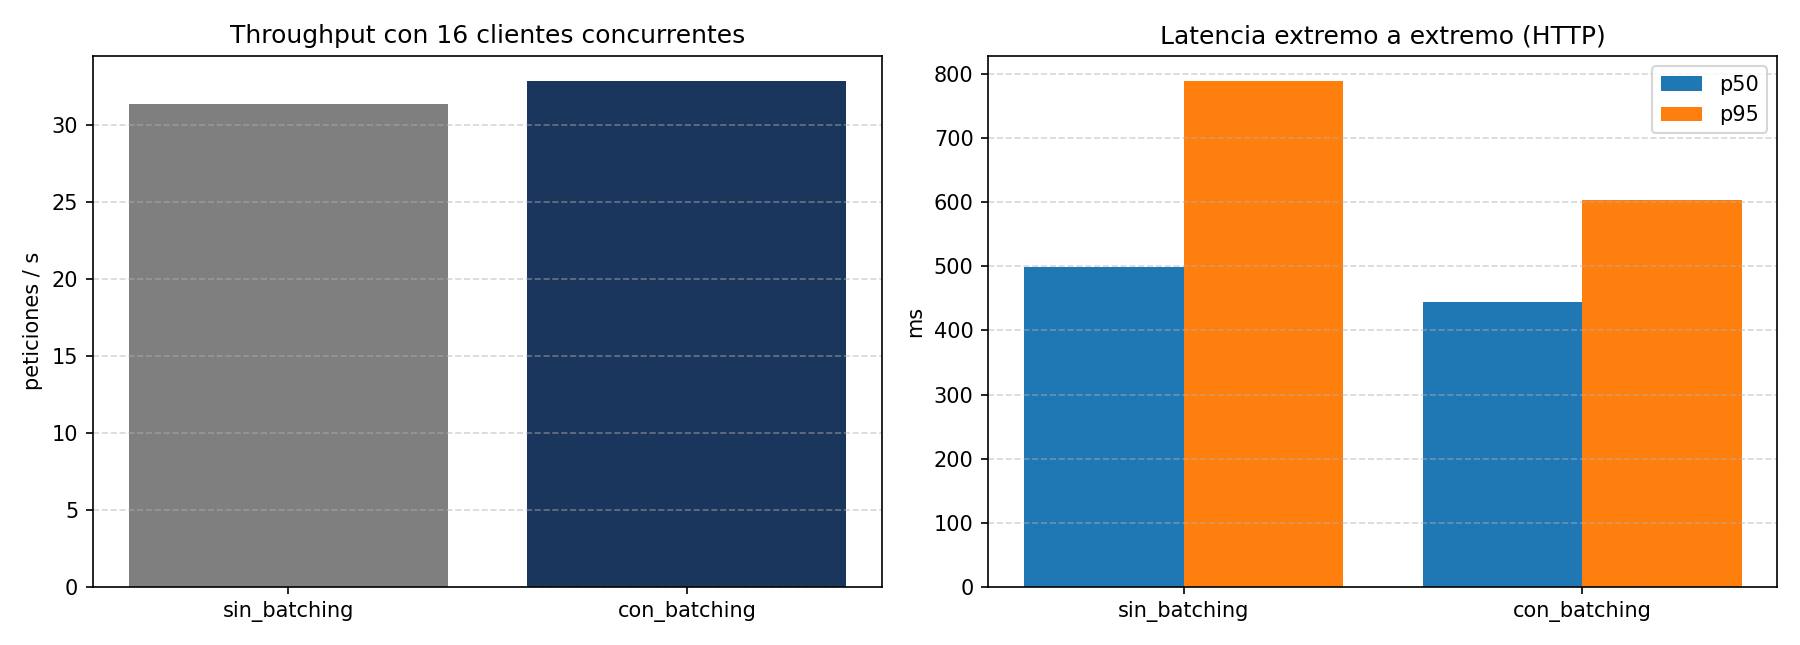 Throughput con 16 clientes concurrentes
peticiones / s
30
25
20
15
10
5
0
sin_batching
con_batching
Latencia extremo a extremo (HTTP)
p50
p95
ms
800
700
600
500
400
300
200
100
0
sin_batching
con_batching